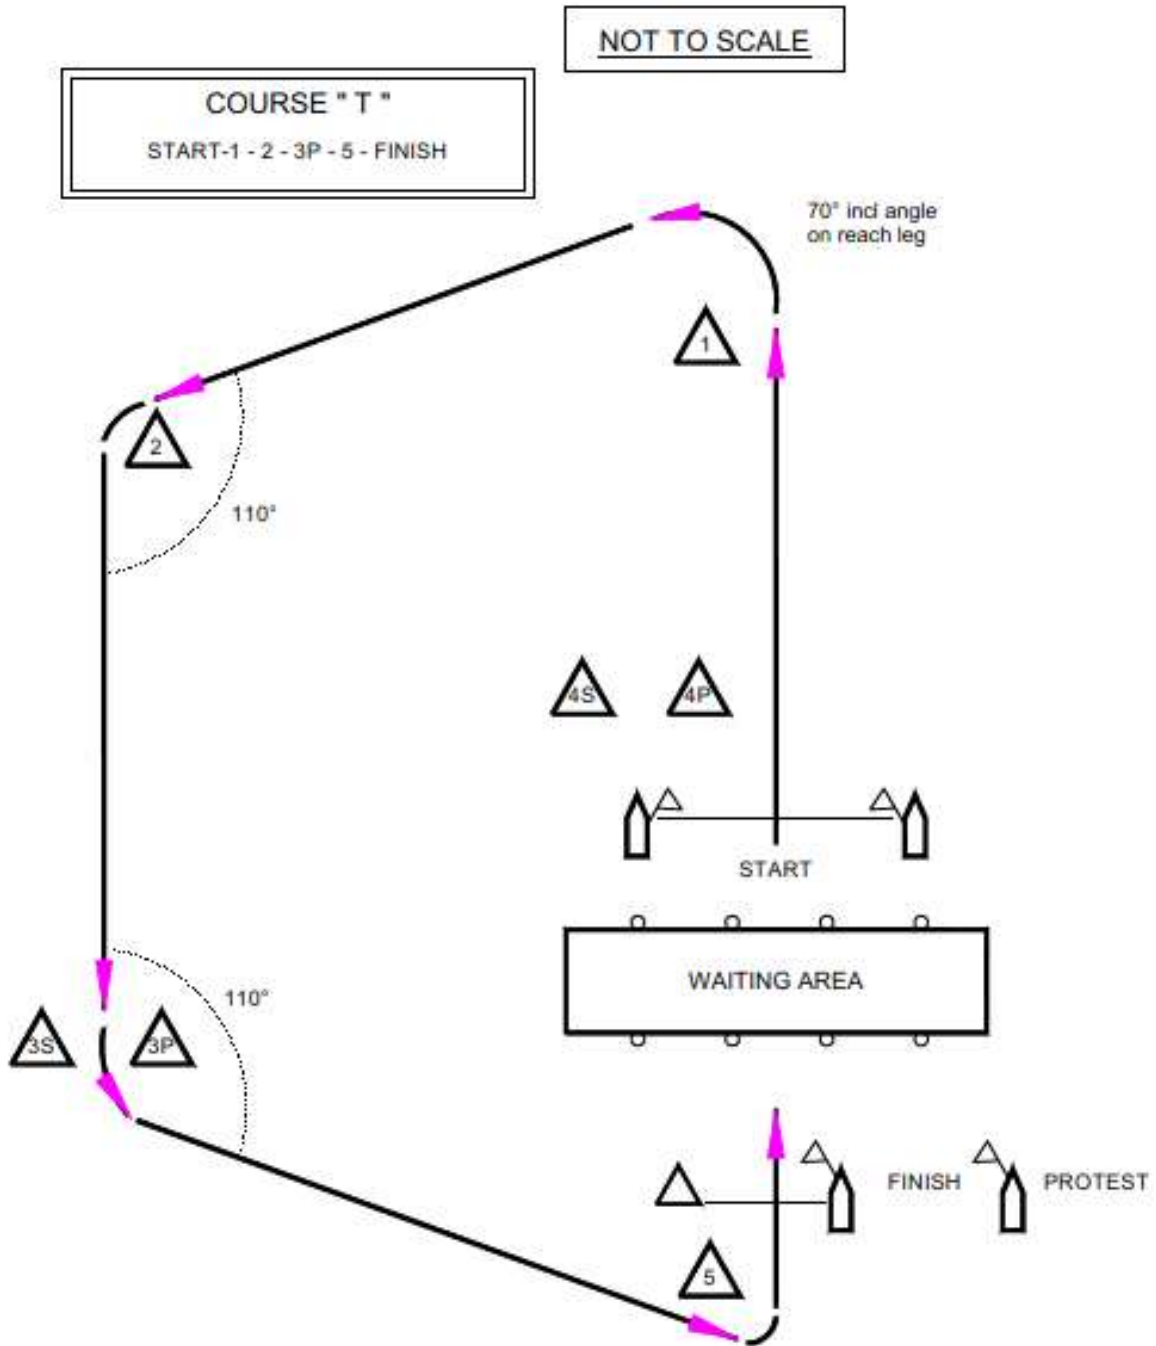 NOT TO SCALE
COURSE " T "
START-1 - 2 - 3P - 5 - FINISH
70° incl angle
on reach leg
1
2
110°
4S
4P
START
WAITING AREA
110°
3S
3P
FINISH
PROTEST
5